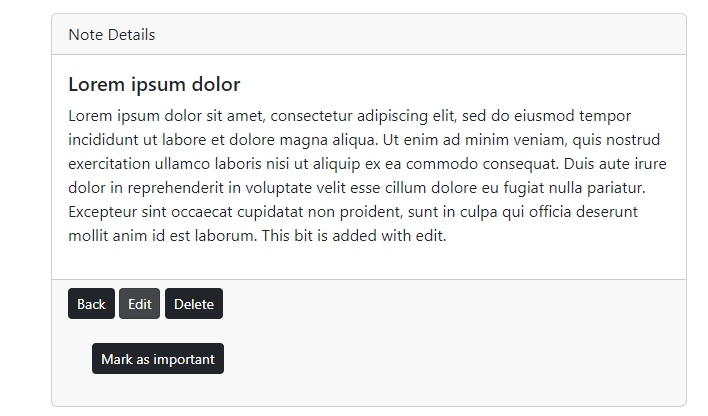 Note Details
Lorem ipsum dolor
Lorem ipsum dolor sit amet, consectetur adipiscing elit, sed do eiusmod tempor
incididunt ut labore et dolore magna aliqua. Ut enim ad minim veniam, quis nostrud
exercitation ullamco laboris nisi ut aliquip ex ea commodo consequat. Duis aute irure
dolor in reprehenderit in voluptate velit esse cillum dolore eu fugiat nulla pariatur.
Excepteur sint occaecat cupidatat non proident, sunt in culpa qui officia deserunt
mollit anim id est laborum. This bit is added with edit.
Back Edit Delete
Mark as important